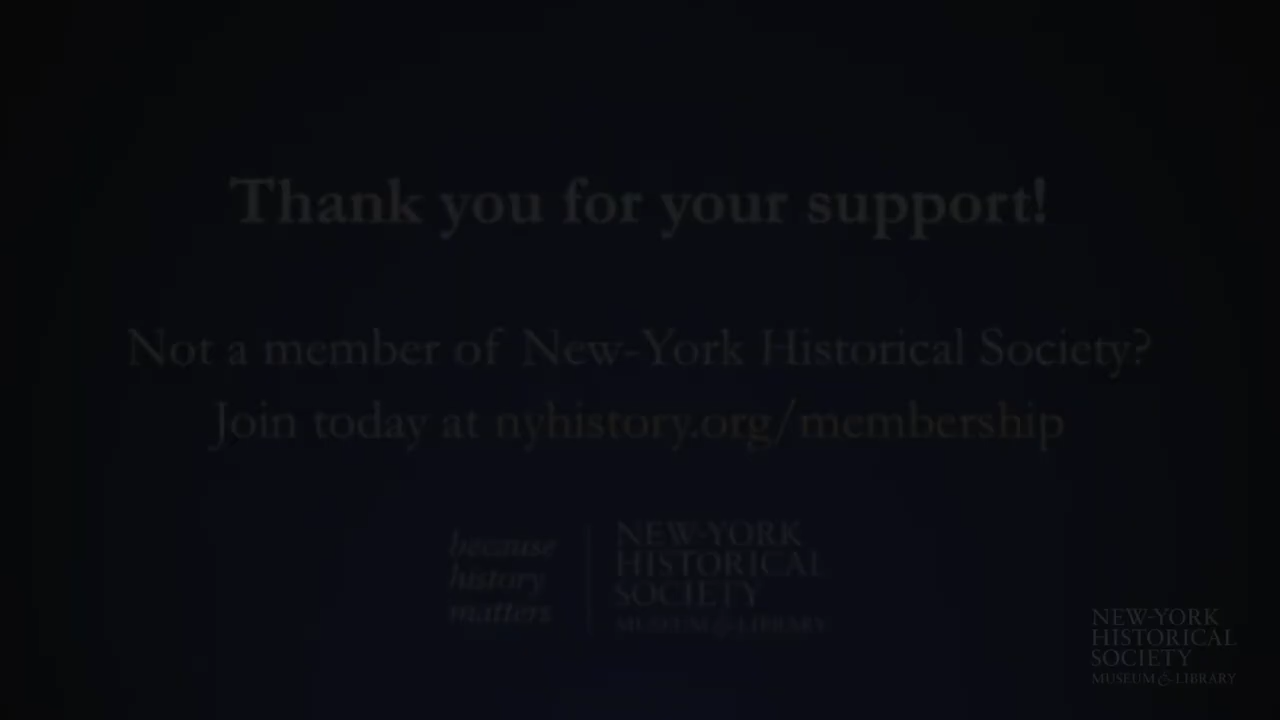 Thank you for your support!
Not a member of New-York Historical Society?
Join today at nyhistory.org/membership
because
history
matters
NEW-YORK
HISTORICAL
SOCIETY
MUSEUM & LIBRARY
NEW-YORK
HISTORICAL
SOCIETY
MUSEUM & LIBRARY